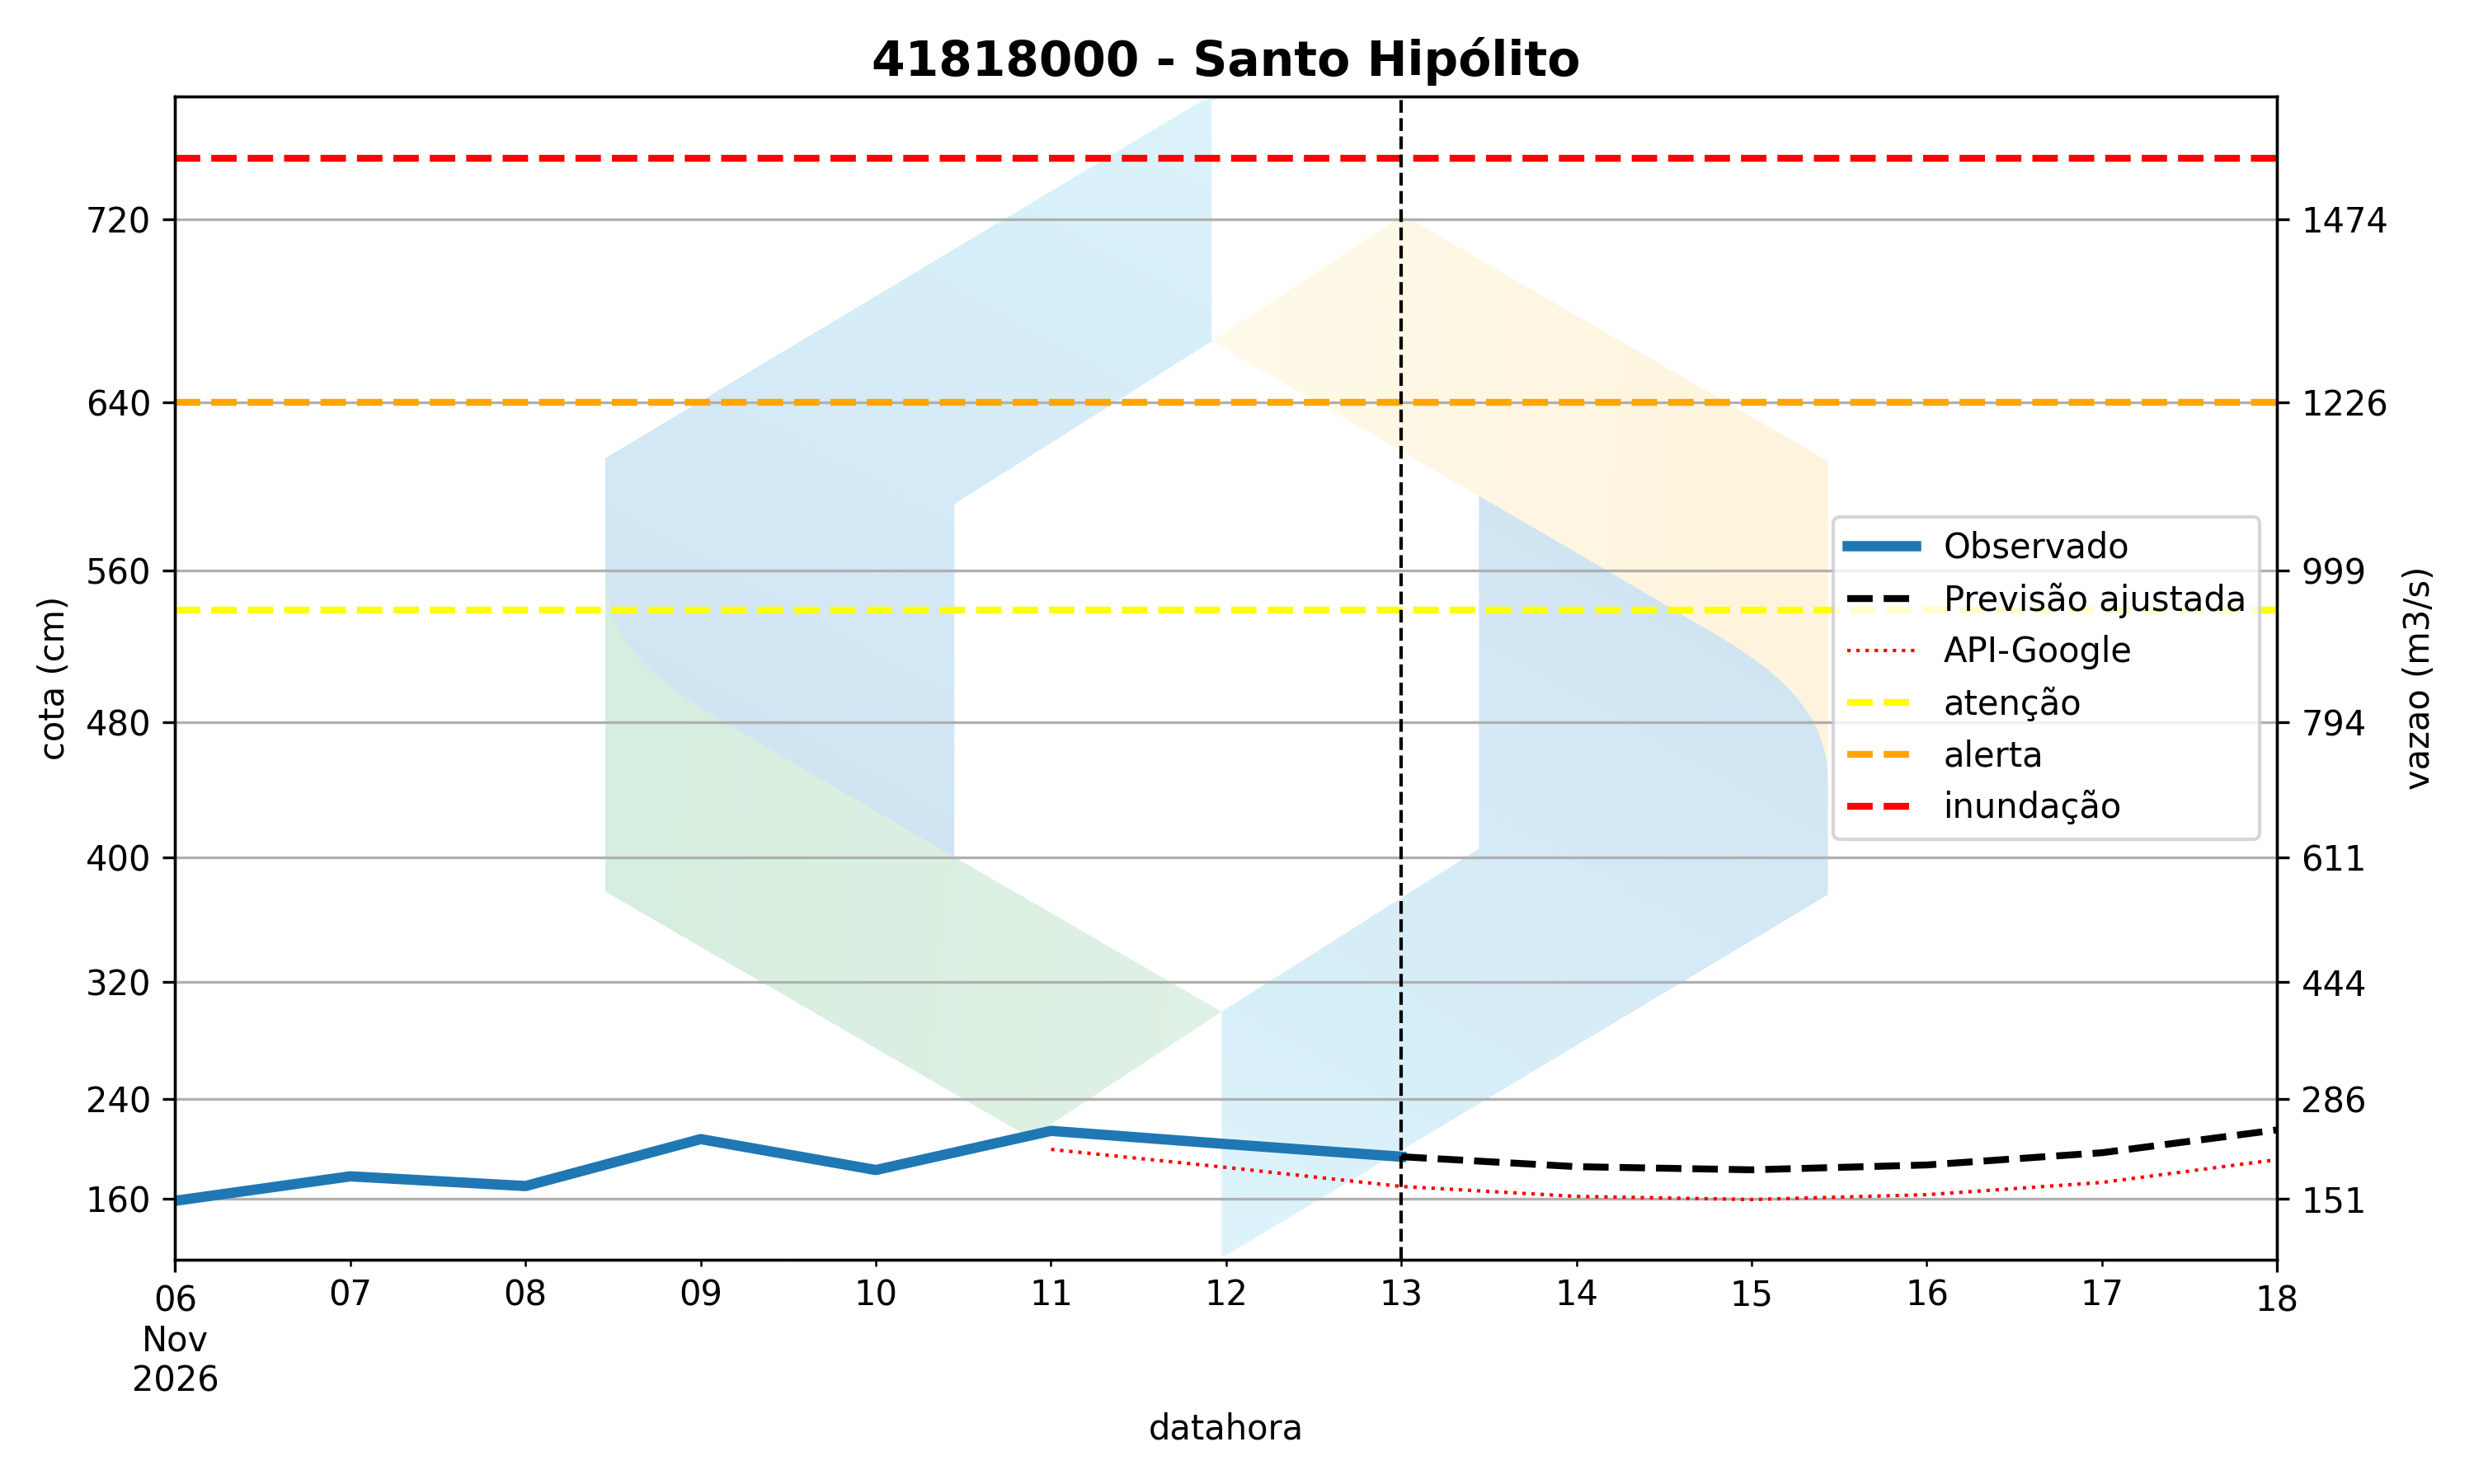 41818000 - Santo Hipólito
720
640
560
480
400
320
240
160
cota (cm)
1474
1226
999
794
611
444
286
151
vazao (m3/s)
Observado
Previsão ajustada
API-Google
atenção
alerta
inundação
06
Nov
2026
07
08
09
10
11
12
13
14
15
16
17
18
datahora